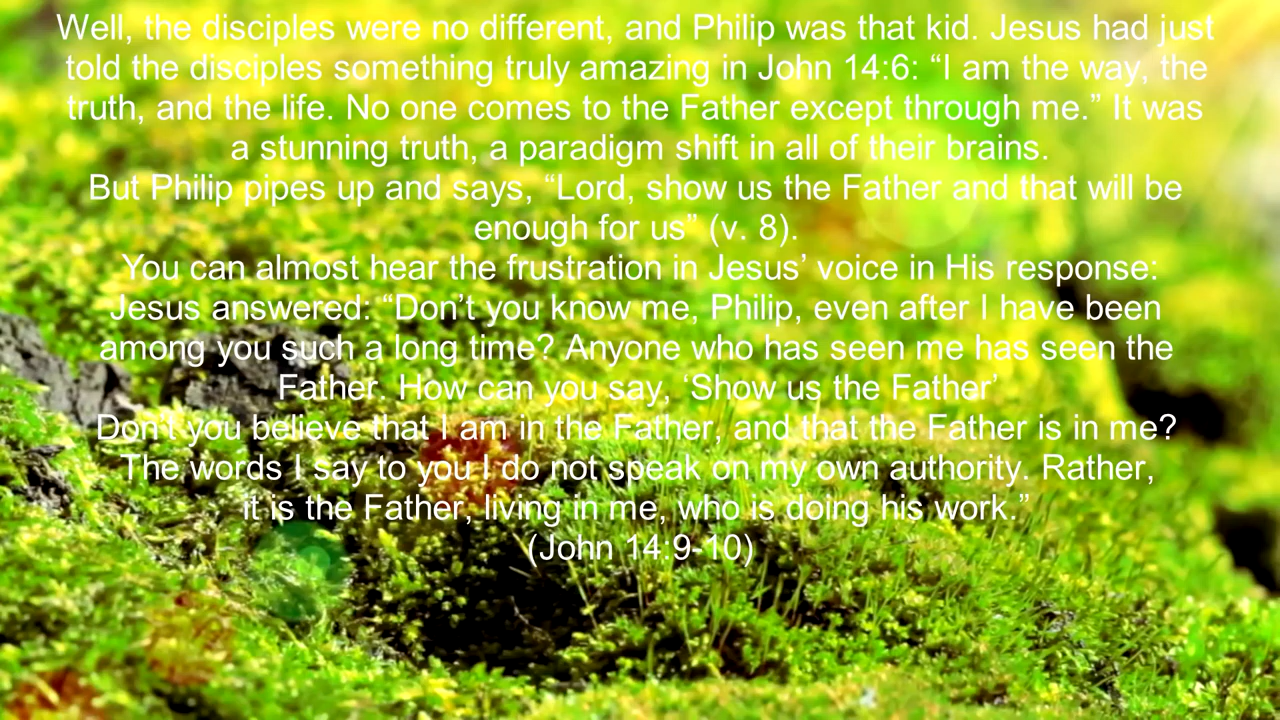 Well, the disciples were no different, and Philip was that kid. Jesus had just
told the disciples something truly amazing in John 14:6: “I am the way, the
truth, and the life. No one comes to the Father except through me.” It was
a stunning truth, a paradigm shift in all of their brains.
But Philip pipes up and says, “Lord, show us the Father and that will be
enough for us” (v. 8).
You can almost hear the frustration in Jesus’ voice in His response:
Jesus answered: “Don’t you know me, Philip, even after I have been
among you such a long time? Anyone who has seen me has seen the
Father. How can you say, ‘Show us the Father’
Don’t you believe that I am in the Father, and that the Father is in me?
The words I say to you I do not speak on my own authority. Rather,
it is the Father, living in me, who is doing his work.”
(John 14:9-10)